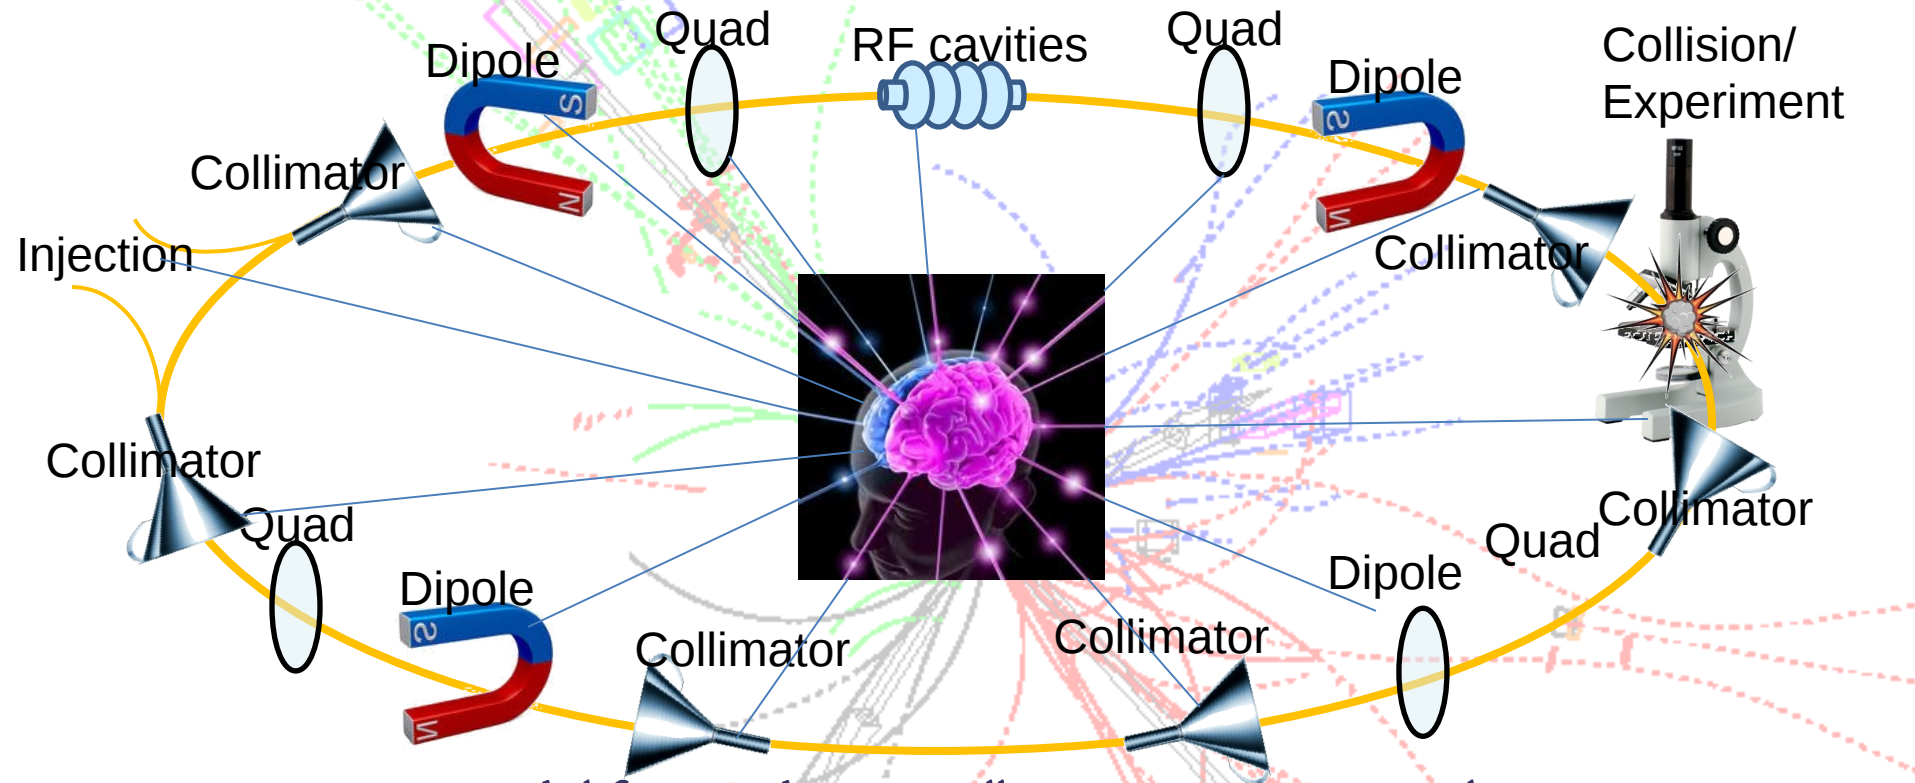 Quad
Quad
RF cavities
Collision/
Experiment
Dipole
Dipole
S
S
Collimator
N
N
Collimator
Injection
Collimator
Quad
Collimator
Quad
Dipole
Dipole
S
Collimator
Collimator
N